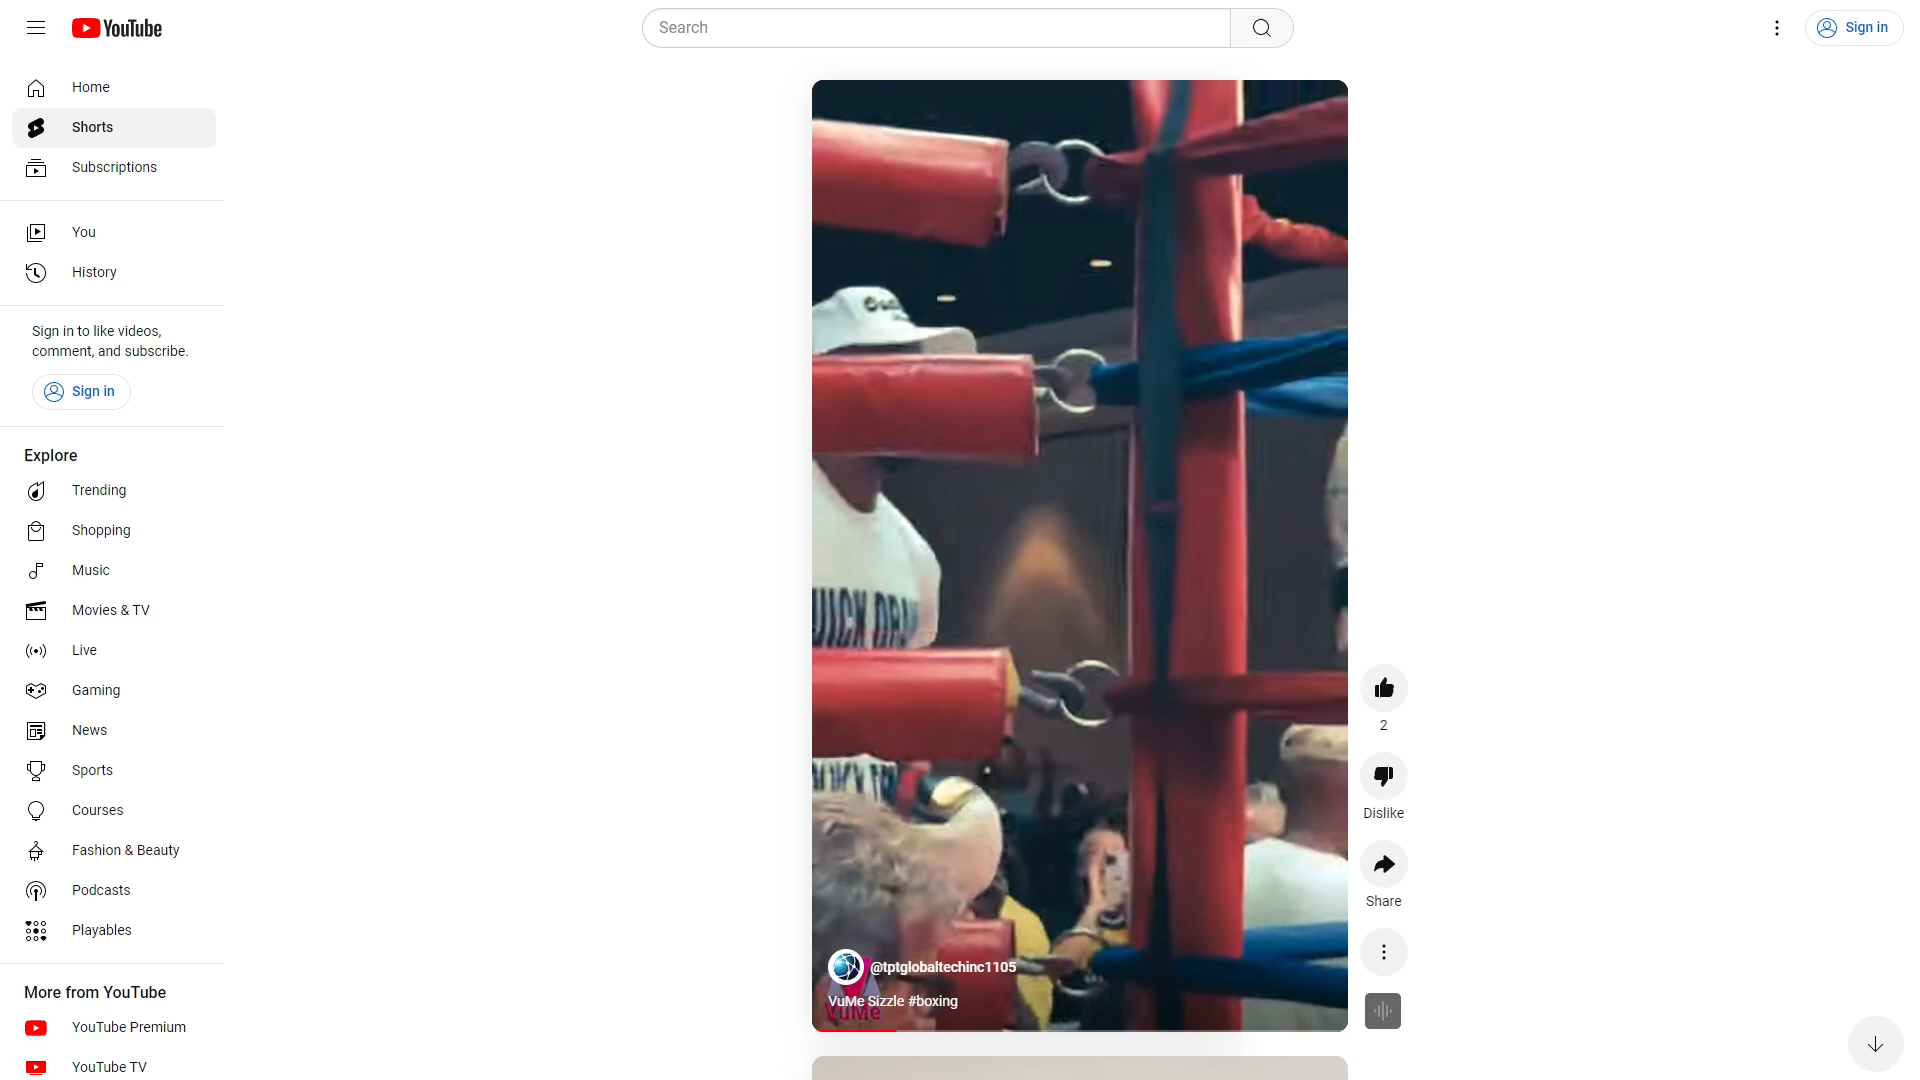 YouTube
Search
Sign in
Home
Shorts
Subscriptions
You
History
Sign in to like videos,
comment, and subscribe.
Sign in
Explore
Trending
Shopping
Music
Movies & TV
Live
Gaming
News
Sports
Courses
Fashion & Beauty
Podcasts
Playables
More from YouTube
YouTube Premium
YouTube TV
@tptglobaltechinc1105
VuMe Sizzle #boxing
VuMe
2
Dislike
Share